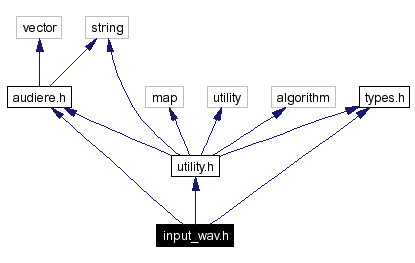 vector
string
audiere.h
map
utility
algorithm
types.h
utility.h
input_wav.h